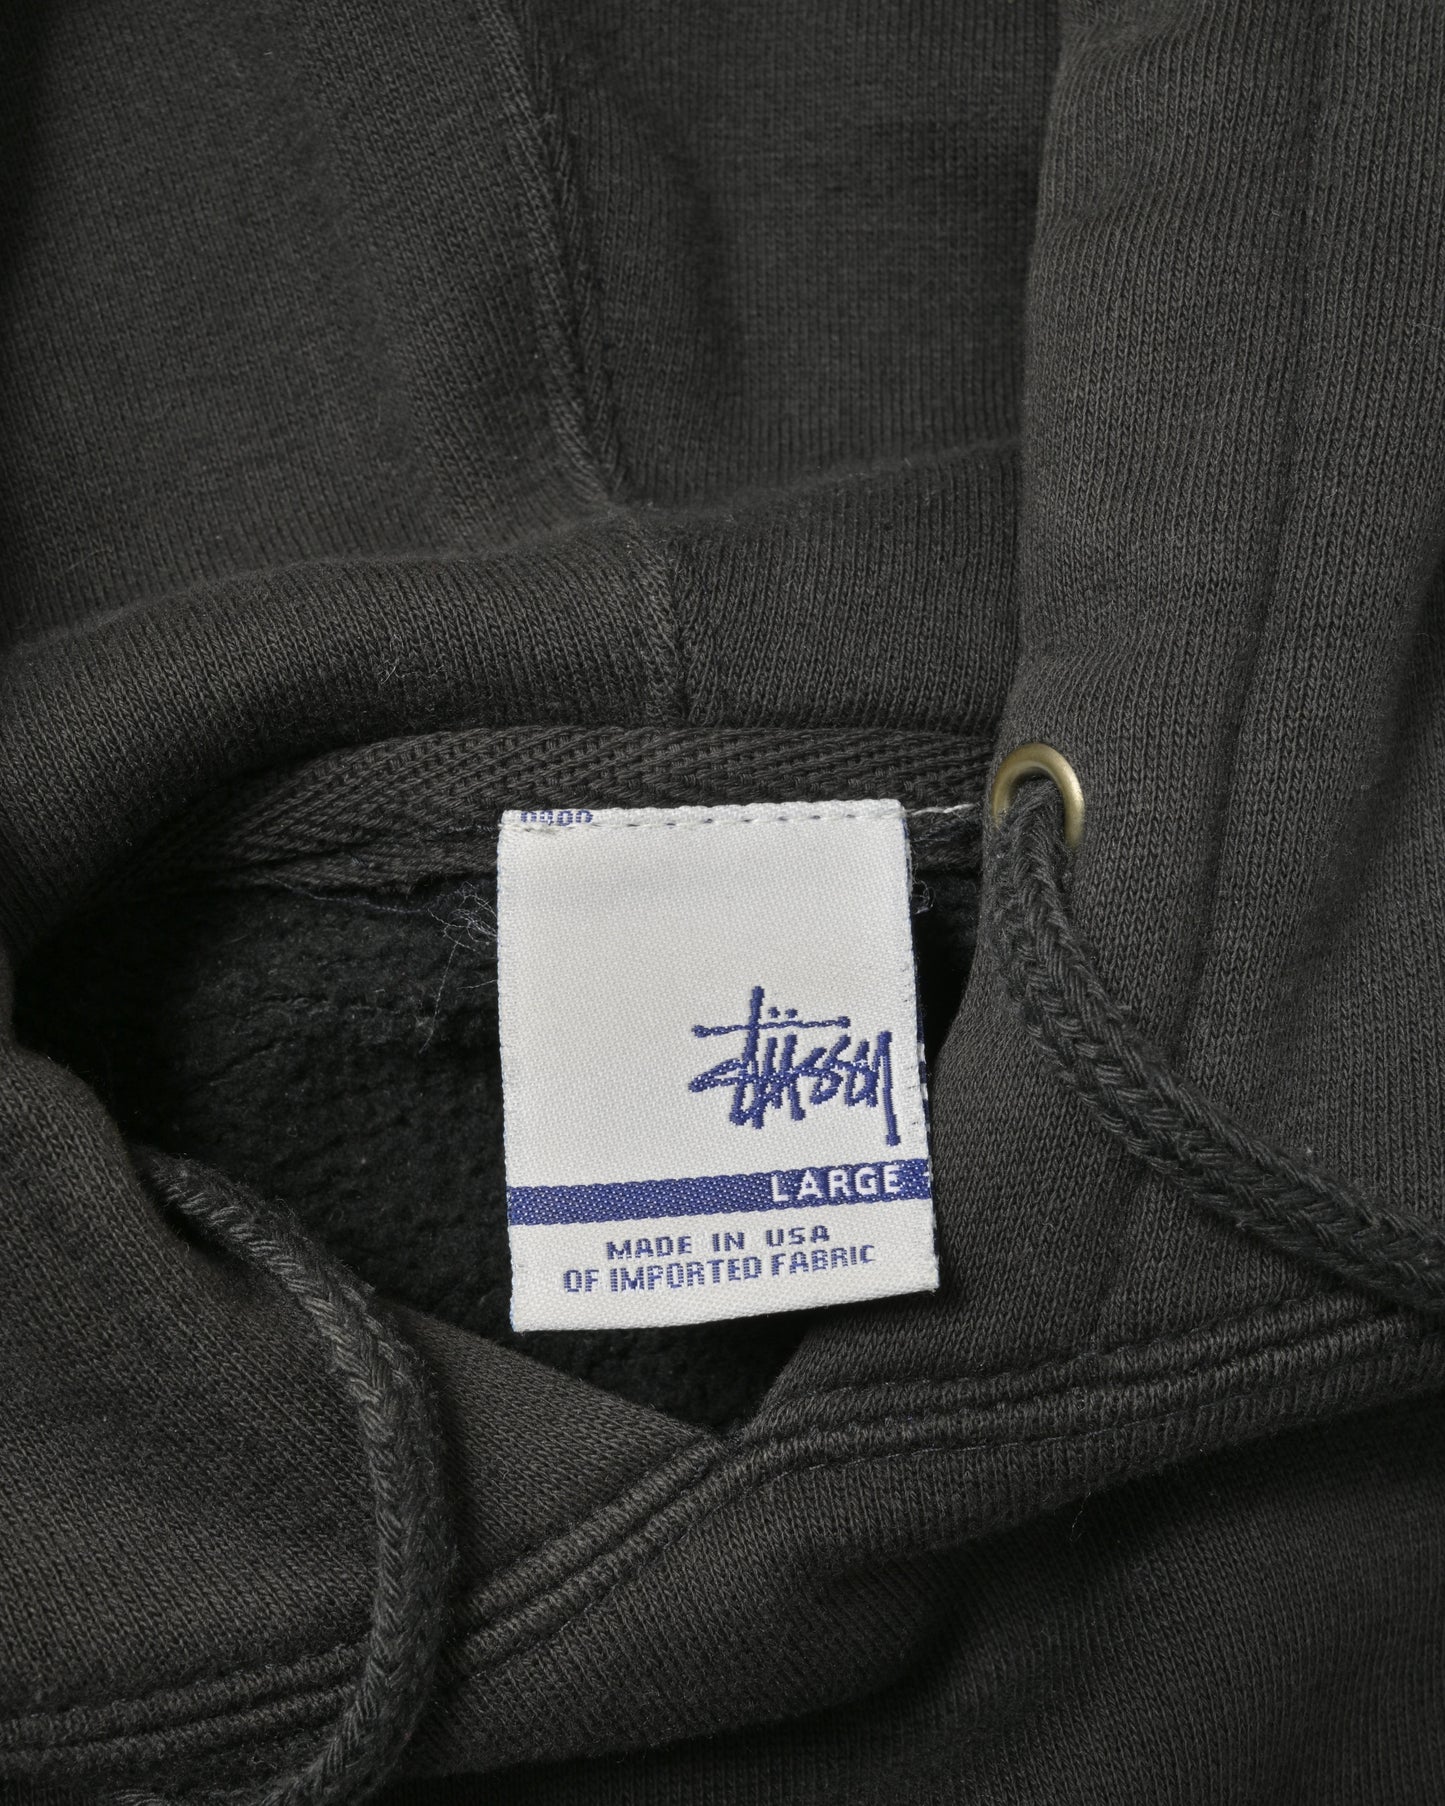 Stüssy
LARGE
MADE IN USA
OF IMPORTED FABRIC